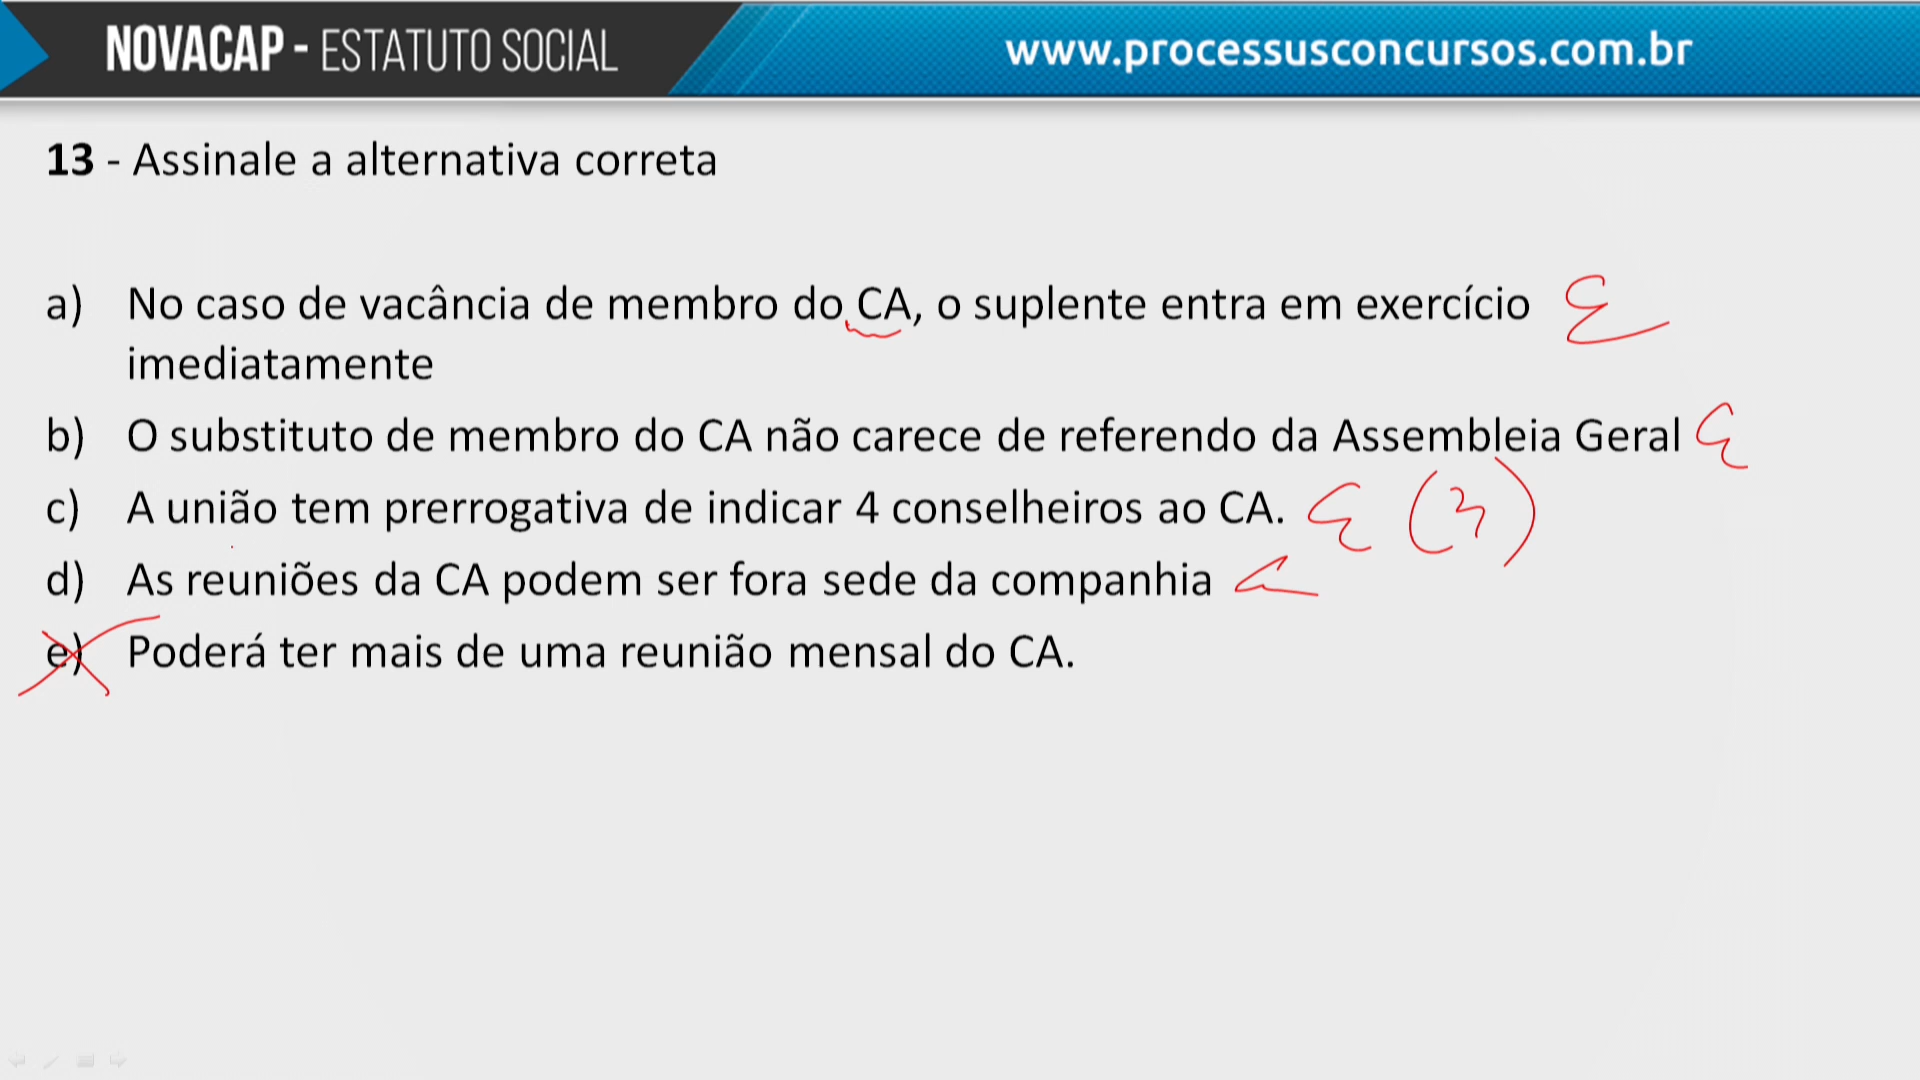 NOVACAP - ESTATUTO SOCIAL
www.processusconcursos.com.br
13 - Assinale a alternativa correta
a) No caso de vacância de membro do CA, o suplente entra em exercício E
imediatamente
b) O substituto de membro do CA não carece de referendo da Assembleia Geral E
c) A união tem prerrogativa de indicar 4 conselheiros ao CA. E (3)
d) As reuniões da CA podem ser fora sede da companhia
e) Poderá ter mais de uma reunião mensal do CA.